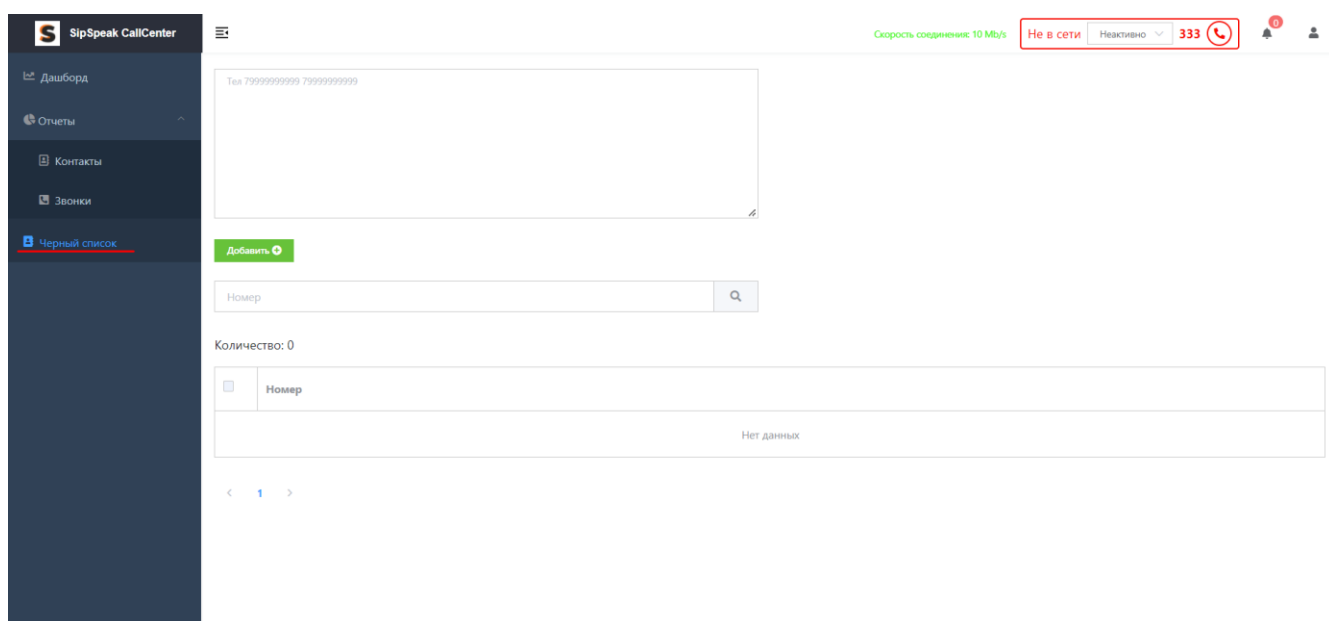 SipSpeak CallCenter
Скорость соединения: 10 Mb/s
Не в сети
Неактивно
333
0
Дашборд
Отчеты
Контакты
Звонки
Черный список
Тел 79999999999 79999999999
Добавить
Номер
Количество: 0
Номер
Нет данных
1